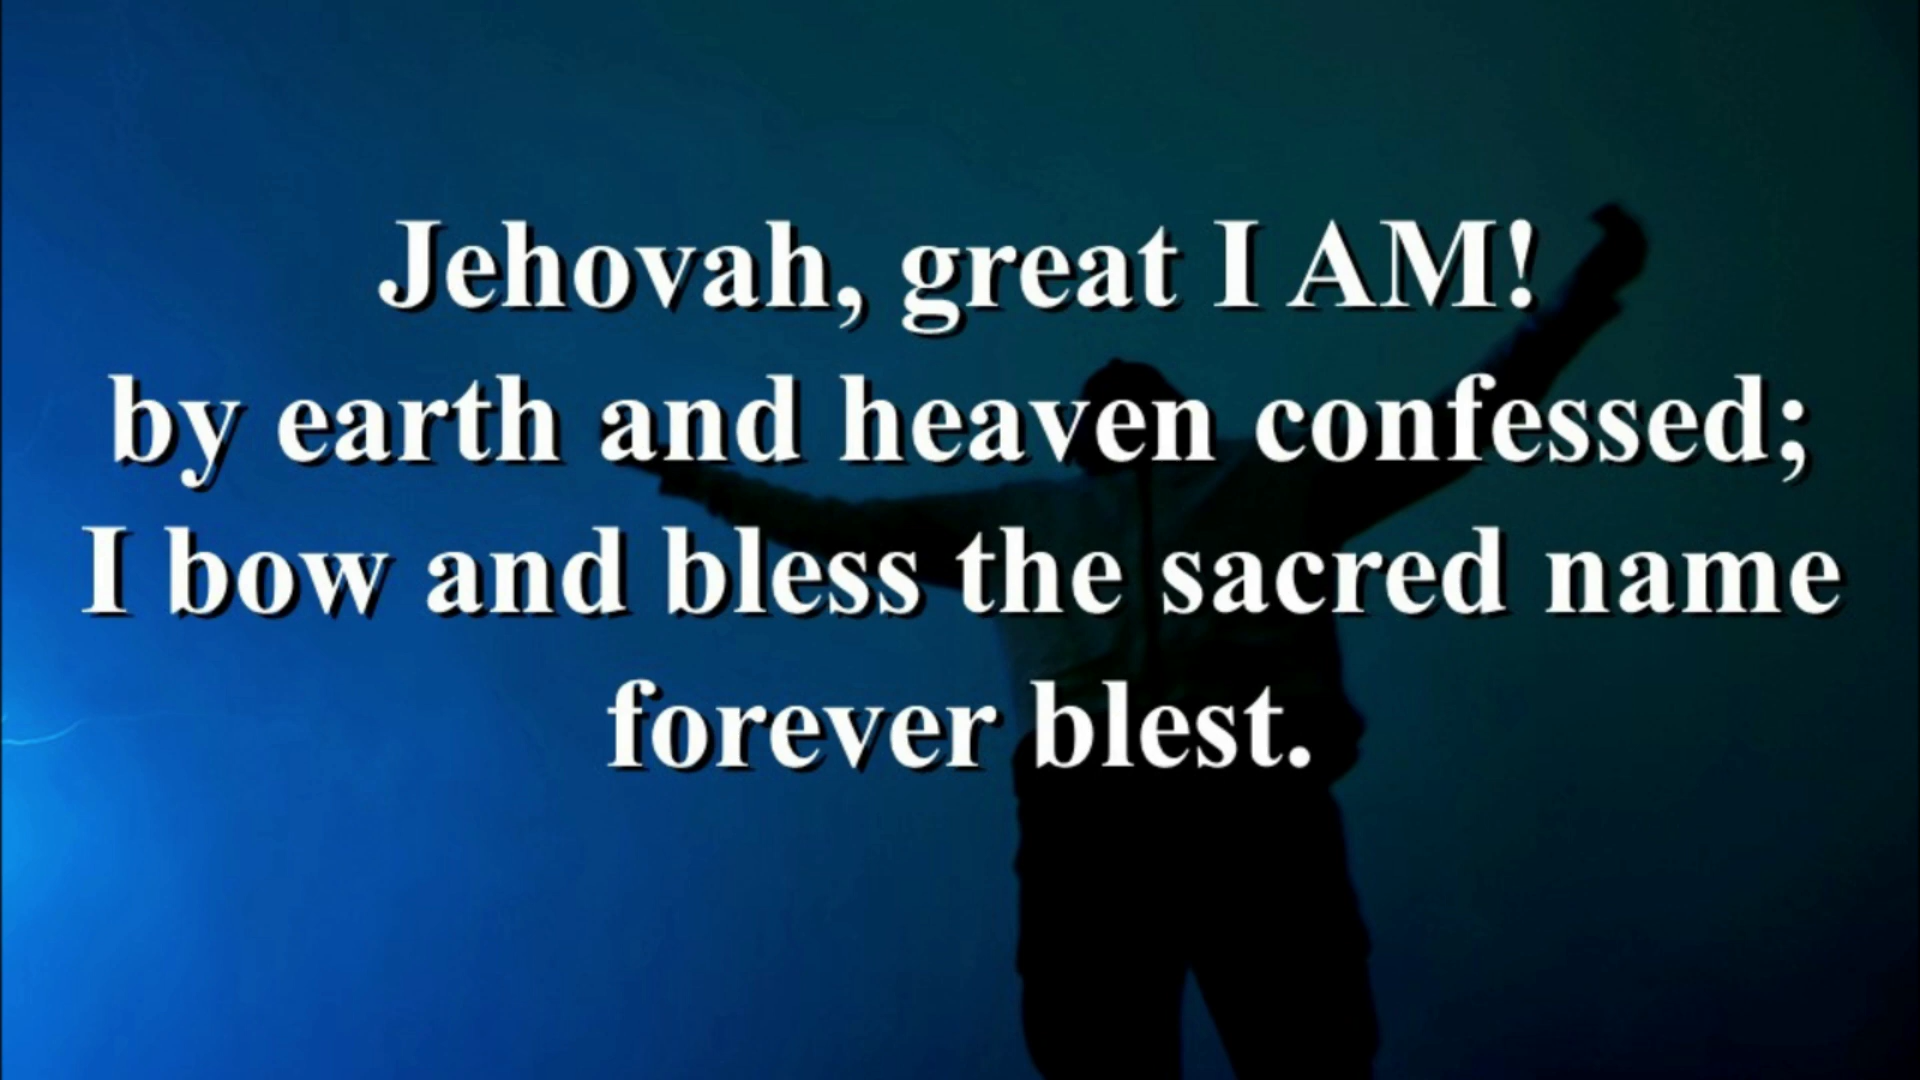 Jehovah, great I AM!
by earth and heaven confessed;
I bow and bless the sacred name
forever blest.